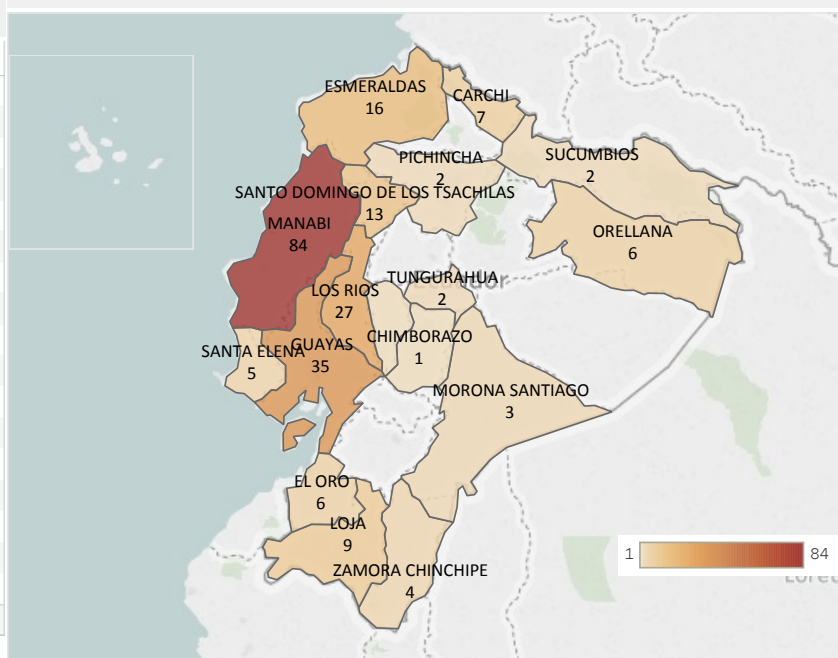 ESMERALDAS
16
CARCHI
7
PICHINCHA
2
SUCUMBIOS
2
SANTO DOMINGO DE LOS TSACHILAS
13
MANABI
84
ORELLANA
6
TUNGURAHUA
2
LOS RIOS
27
CHIMBORAZO
1
GUAYAS
35
SANTA ELENA
5
MORONA SANTIAGO
3
EL ORO
6
LOJA
9
ZAMORA CHINCHIPE
4
1
84